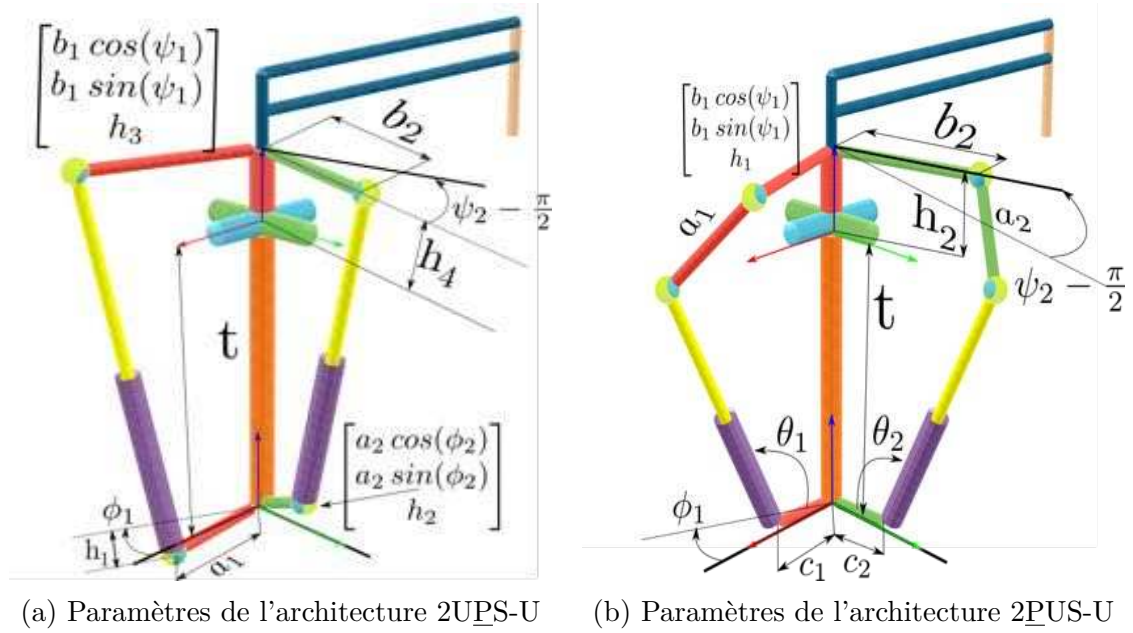 b₁ cos(ψ₁)
b₁ sin(ψ₁)
h₃
b₂
ψ₂ − π/2
h₄
t
a₂ cos(ϕ₂)
a₂ sin(ϕ₂)
h₂
ϕ₁
h₁
a₁
b₁ cos(ψ₁)
b₁ sin(ψ₁)
h₁
b₂
a₁
h₂
a₂
ψ₂ − π/2
t
θ₁
θ₂
ϕ₁
c₁
c₂
(a) Paramètres de l'architecture 2UPS-U
(b) Paramètres de l'architecture 2PUS-U